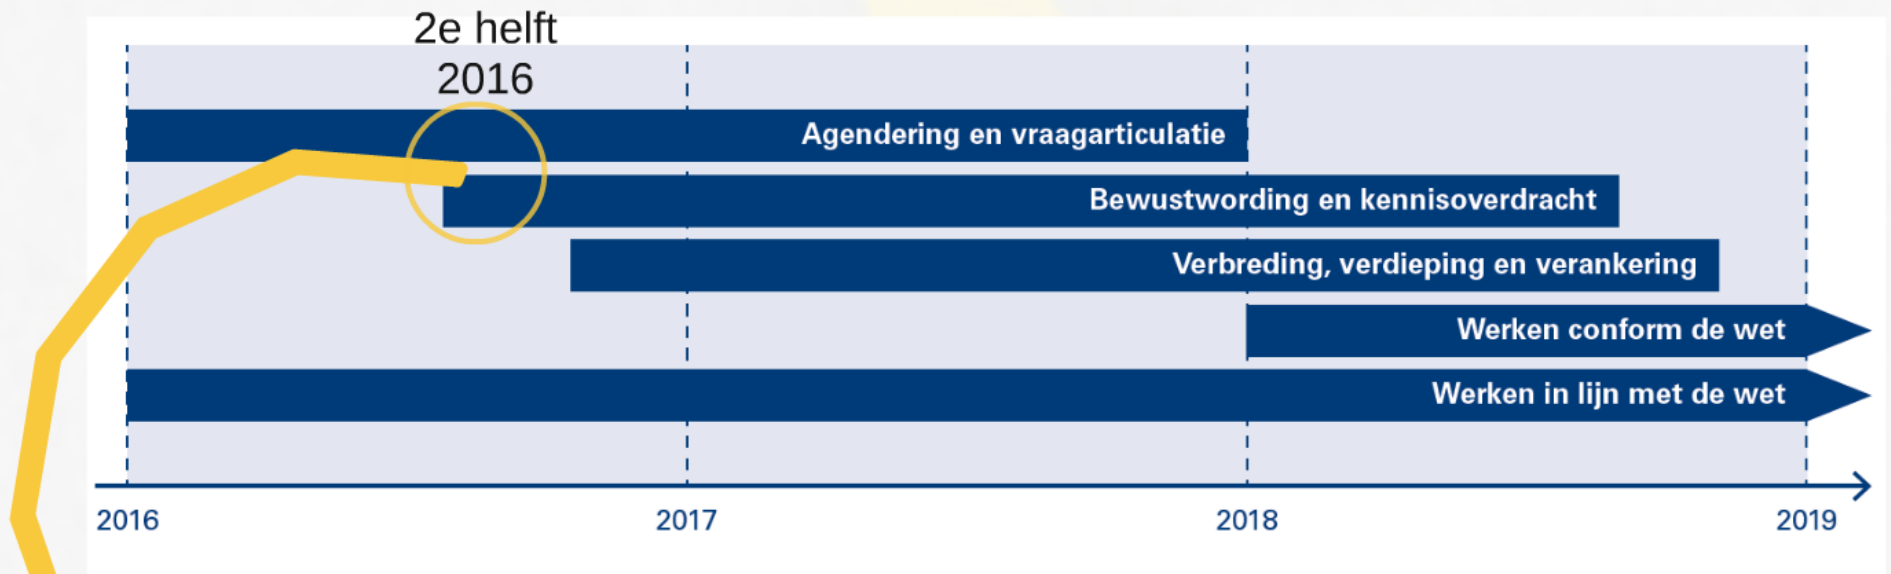 2e helft
2016
Agendering en vraagarticulatie
Bewustwording en kennisoverdracht
Verbreding, verdieping en verankering
Werken conform de wet
Werken in lijn met de wet
2016 2017 2018 2019